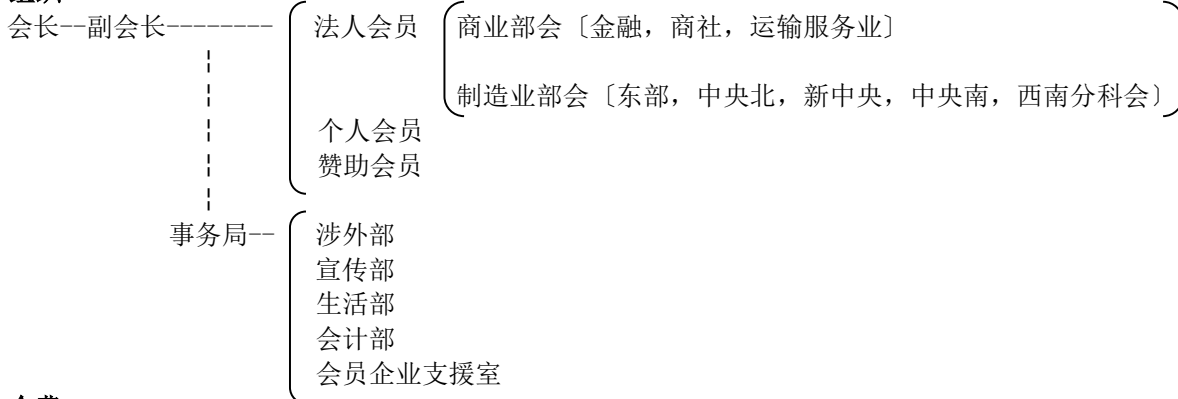 会长--副会长-------- 法人会员 商业部会〔金融，商社，运输服务业〕
制造业部会〔东部，中央北，新中央，中央南，西南分科会〕
个人会员
赞助会员
事务局-- 涉外部
宣传部
生活部
会计部
会员企业支援室